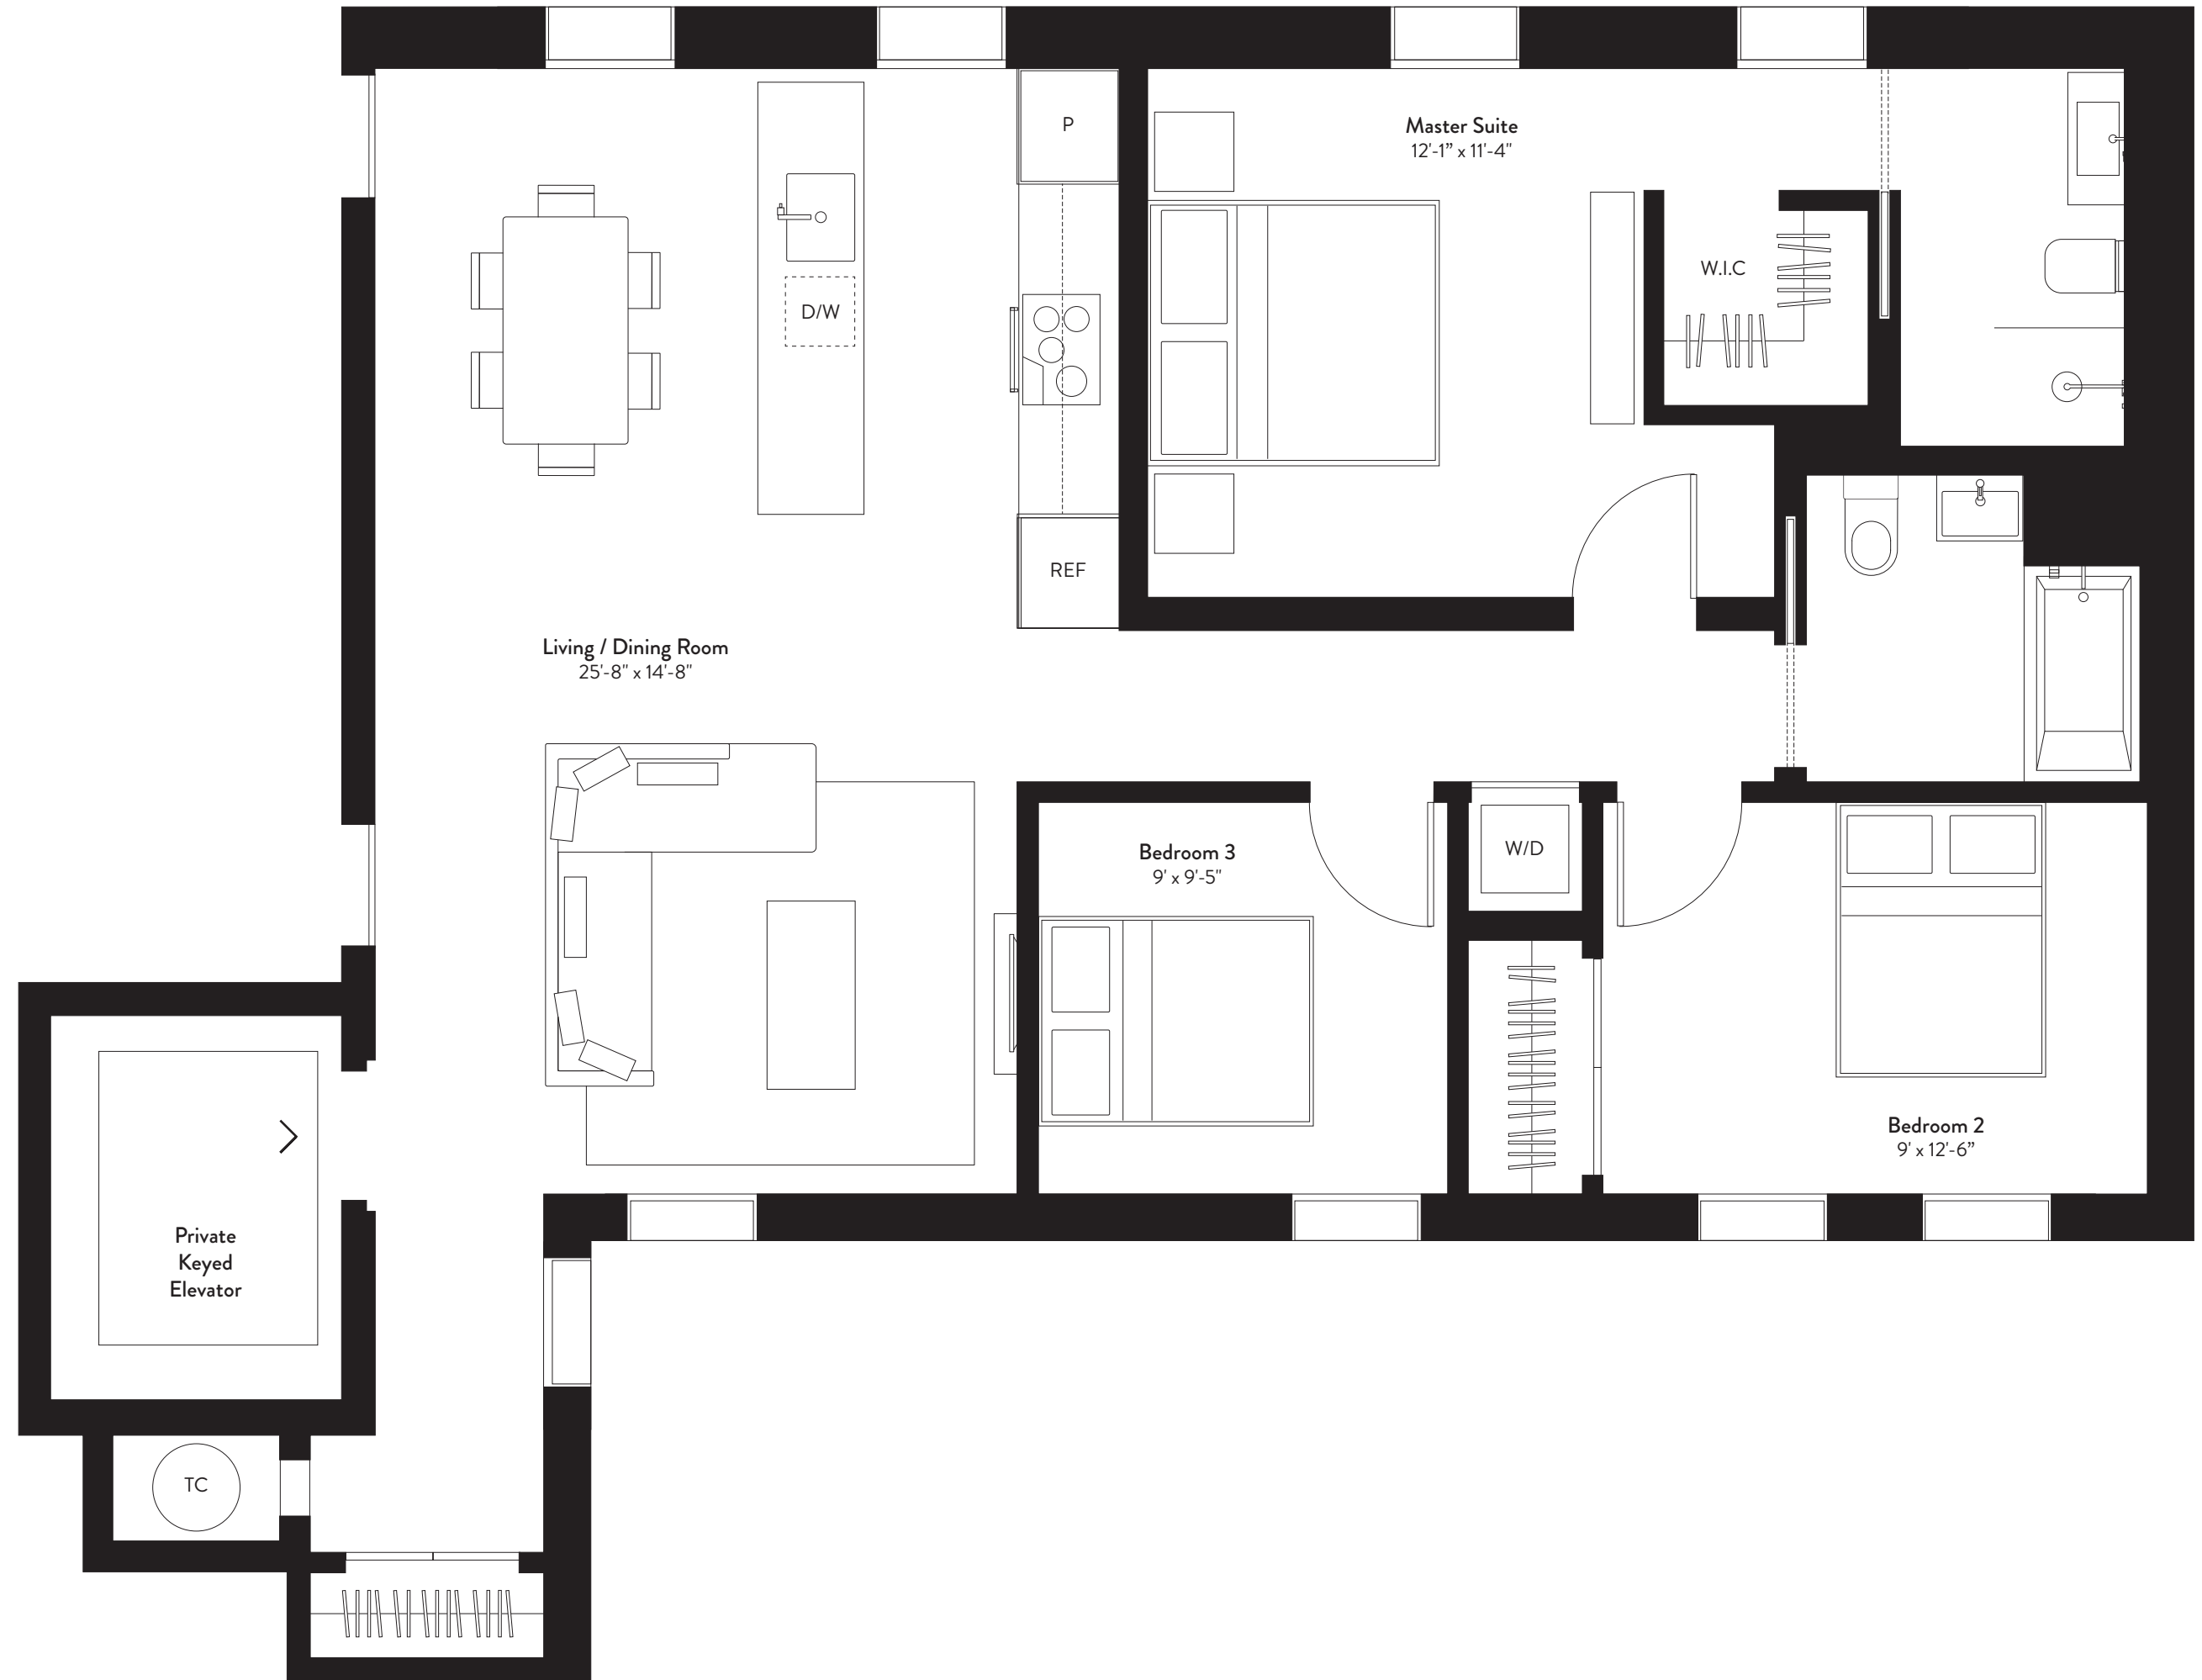 P
Master Suite
12'-1” x 11'-4"
W.I.C
D/W
REF
Living / Dining Room
25'-8" x 14'-8"
Bedroom 3
9' x 9'-5"
W/D
Bedroom 2
9' x 12'-6”
Private
Keyed
Elevator
TC